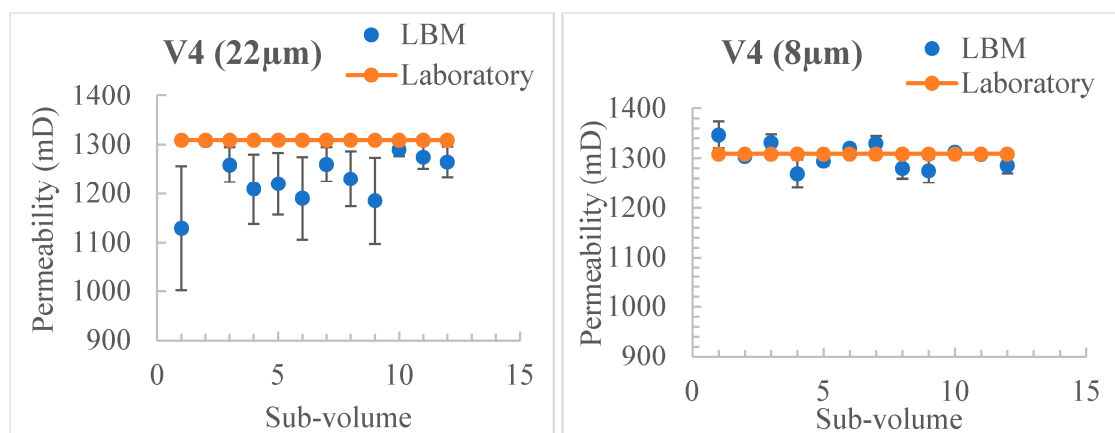 V4 (22µm)
LBM
Laboratory
Permeability (mD)
1400
1300
1200
1100
1000
900
0 5 10 15
Sub-volume
V4 (8µm)
LBM
Laboratory
Permeability (mD)
1400
1300
1200
1100
1000
900
0 5 10 15
Sub-volume